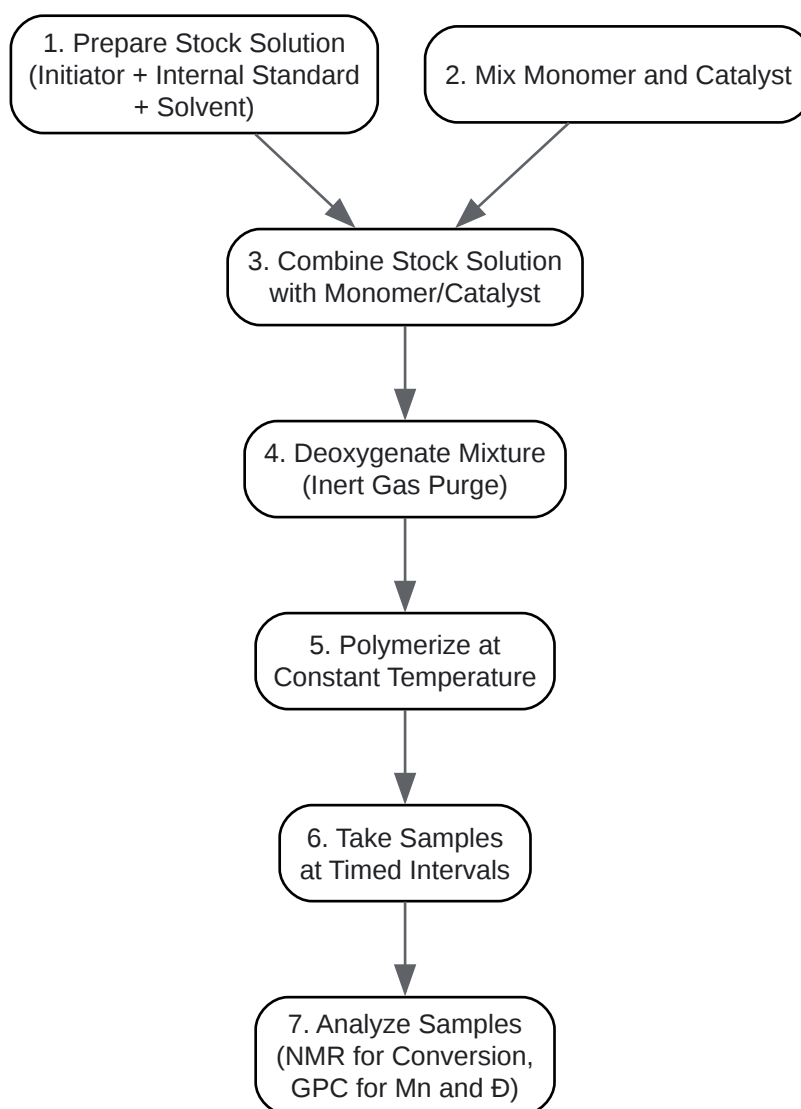 1. Prepare Stock Solution
(Initiator + Internal Standard
+ Solvent)
2. Mix Monomer and Catalyst
3. Combine Stock Solution
with Monomer/Catalyst
4. Deoxygenate Mixture
(Inert Gas Purge)
5. Polymerize at
Constant Temperature
6. Take Samples
at Timed Intervals
7. Analyze Samples
(NMR for Conversion,
GPC for Mn and Đ)